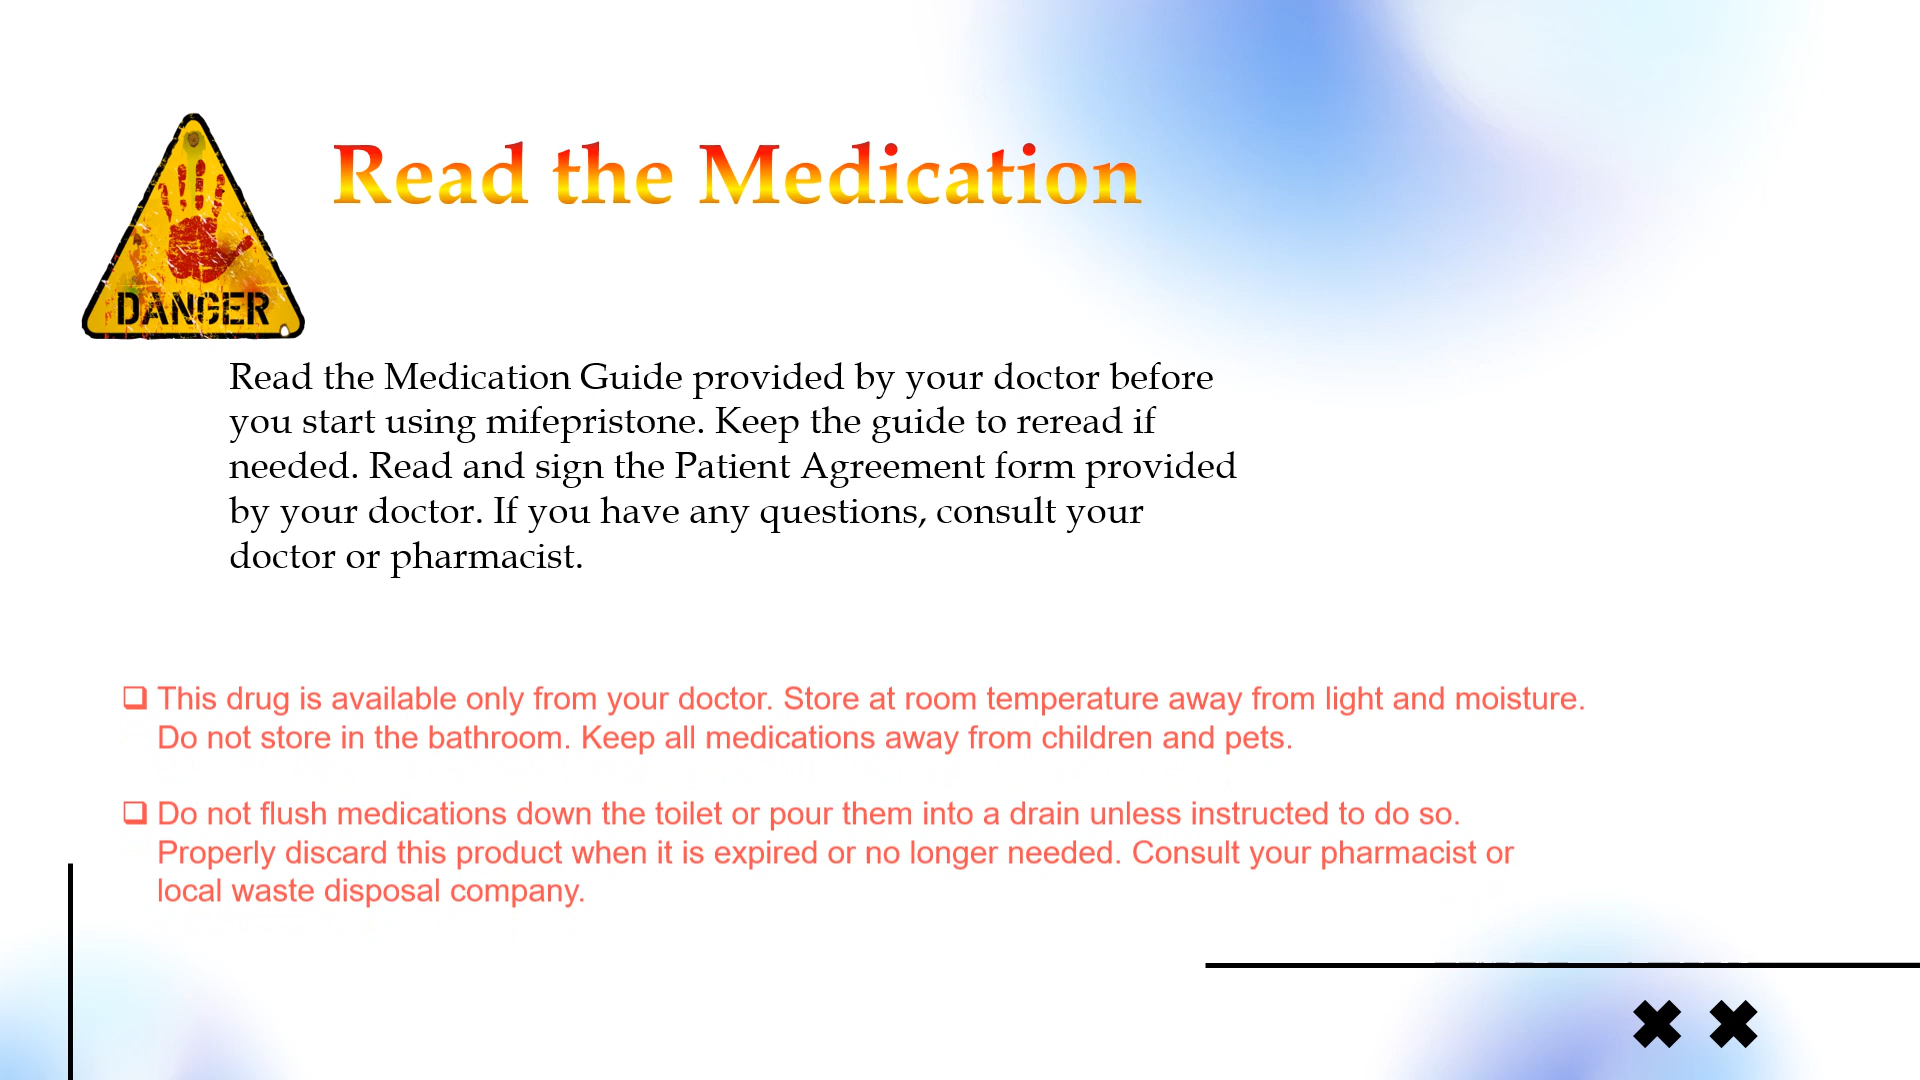 DANGER
Read the Medication
Read the Medication Guide provided by your doctor before
you start using mifepristone. Keep the guide to reread if
needed. Read and sign the Patient Agreement form provided
by your doctor. If you have any questions, consult your
doctor or pharmacist.
This drug is available only from your doctor. Store at room temperature away from light and moisture.
Do not store in the bathroom. Keep all medications away from children and pets.
Do not flush medications down the toilet or pour them into a drain unless instructed to do so.
Properly discard this product when it is expired or no longer needed. Consult your pharmacist or
local waste disposal company.